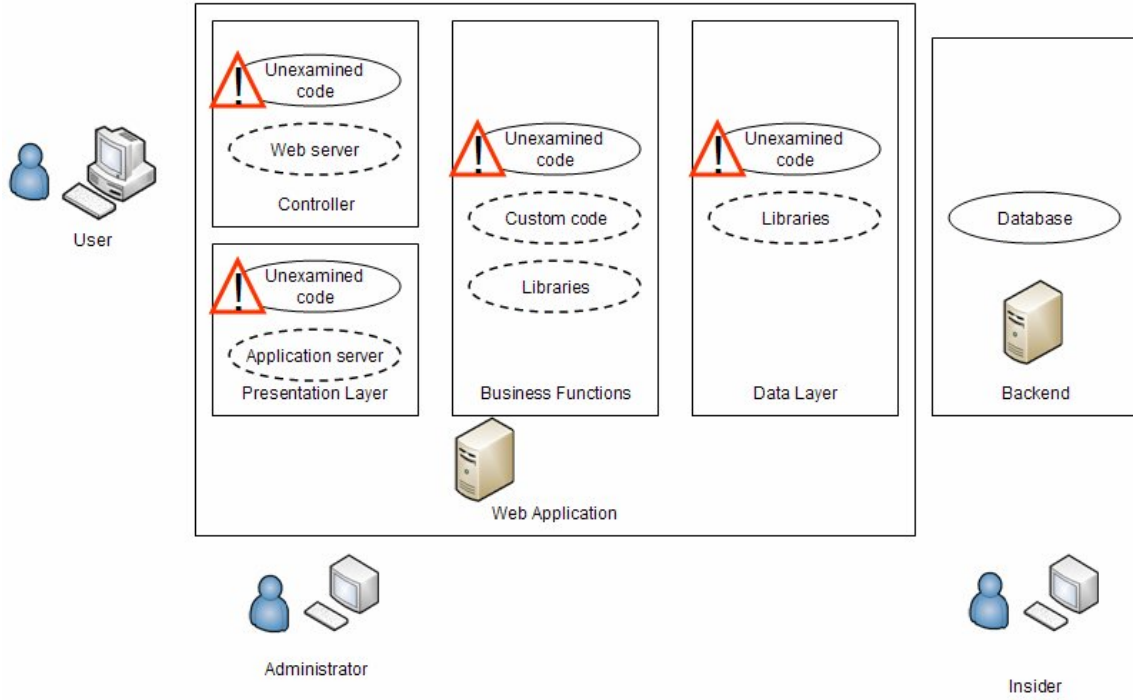 User
Unexamined
code
Web server
Controller
Unexamined
code
Application server
Presentation Layer
Unexamined
code
Custom code
Libraries
Business Functions
Unexamined
code
Libraries
Data Layer
Web Application
Database
Backend
Administrator
Insider